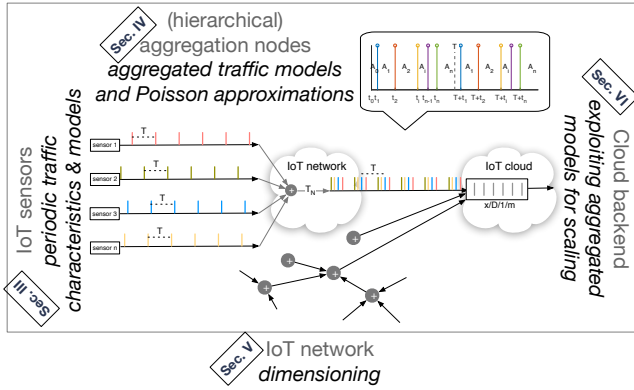 Sec. IV
(hierarchical)
aggregation nodes
aggregated traffic models
and Poisson approximations
T
A0 A1 A2 Ai An A1 A2 Ai An
t0 t1 t2 ti tn-1 tn T+t1 T+t2 T+ti T+tn
Sec. VI
Cloud backend
exploiting aggregated
models for scaling
IoT sensors
periodic traffic
characteristics & models
Sec. III
sensor 1
T
sensor 2
T
sensor 3
T
sensor n
T
IoT network
+
TN
T
IoT cloud
x/D/1/m
+
+
+
+
+
Sec. V
IoT network
dimensioning